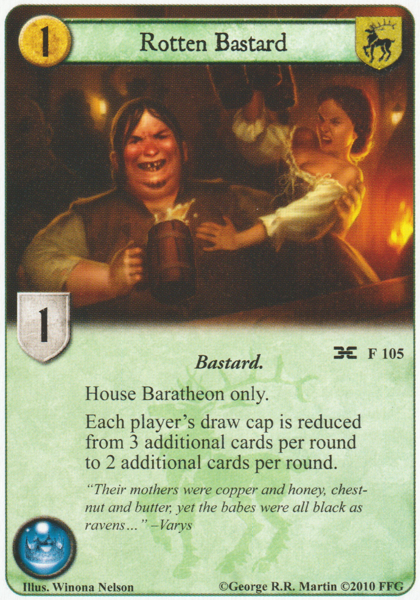 1
Rotten Bastard
1
F 105
Bastard.
House Baratheon only.
Each player's draw cap is reduced
from 3 additional cards per round
to 2 additional cards per round.
“Their mothers were copper and honey, chest-
nut and butter, yet the babes were all black as
ravens…” –Varys
Illus. Winona Nelson
©George R.R. Martin ©2010 FFG